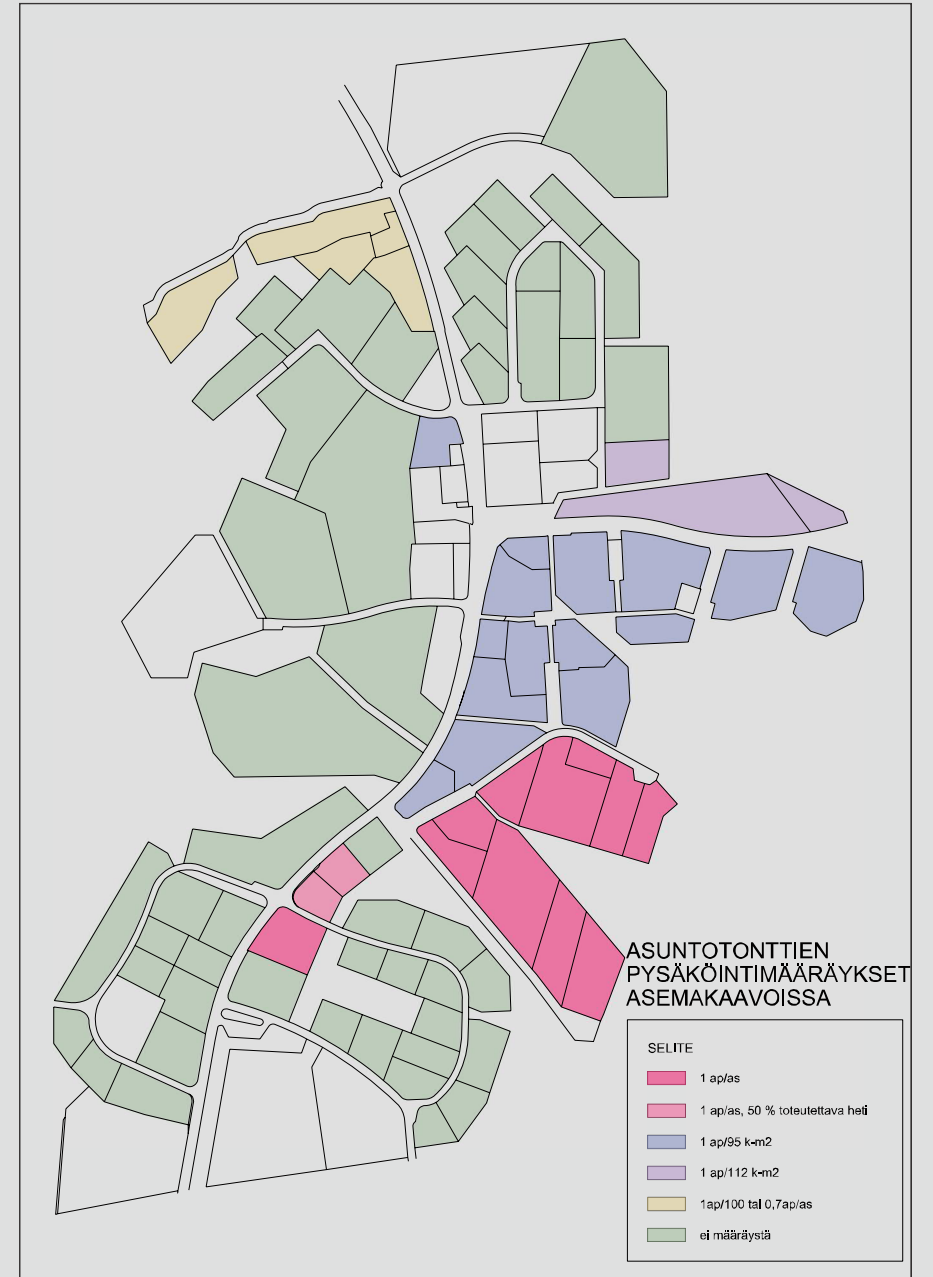 ASUNTOTONTTIEN
PYSÄKÖINTIMÄÄRÄYKSET
ASEMAKAAVOISSA
SELITE
1 ap/as
1 ap/as, 50 % toteutettava heti
1 ap/95 k-m2
1 ap/112 k-m2
1ap/100 tai 0,7ap/as
ei määräystä